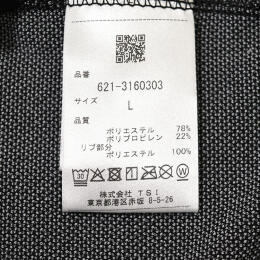 品番
621-3160303
サイズ
L
品質
ポリエステル 78%
ポリプロピレン 22%
リブ部分
ポリエステル 100%
株式会社 TSI
東京都港区赤坂 8-5-26